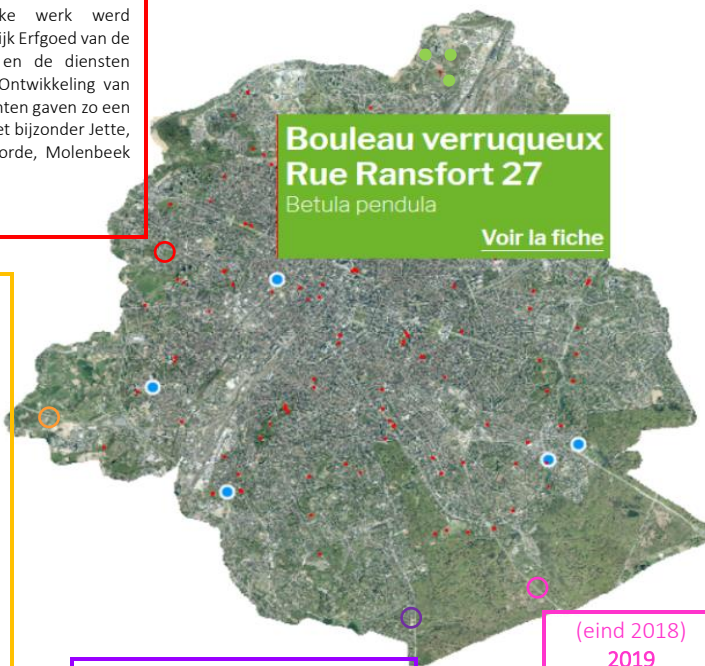 ke werk werd
ijk Erfgoed van de
en de diensten
Ontwikkeling van
nten gaven zo een
et bijzonder Jette,
orde, Molenbeek
Bouleau verruqueux
Rue Ransfort 27
Betula pendula
Voir la fiche
(eind 2018)
2019